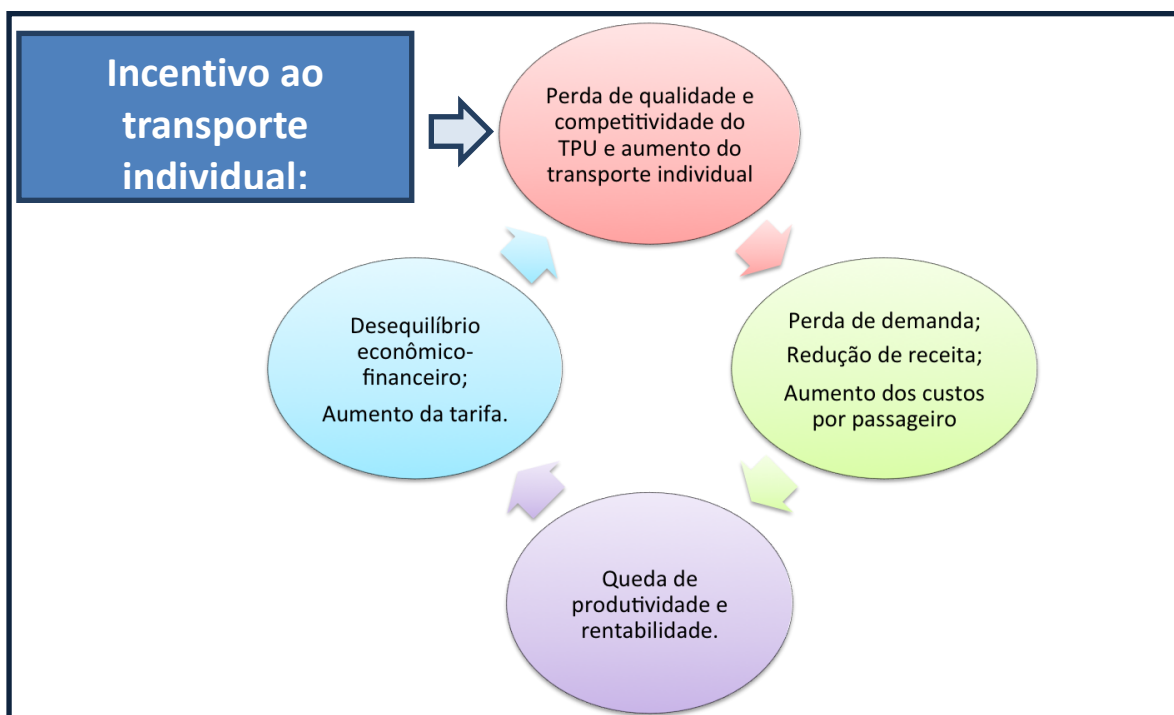 Incentivo ao
transporte
individual:
Perda de qualidade e
competitividade do
TPU e aumento do
transporte individual
Perda de demanda;
Redução de receita;
Aumento dos custos
por passageiro
Queda de
produtividade e
rentabilidade.
Desequilíbrio
econômico-
financeiro;
Aumento da tarifa.